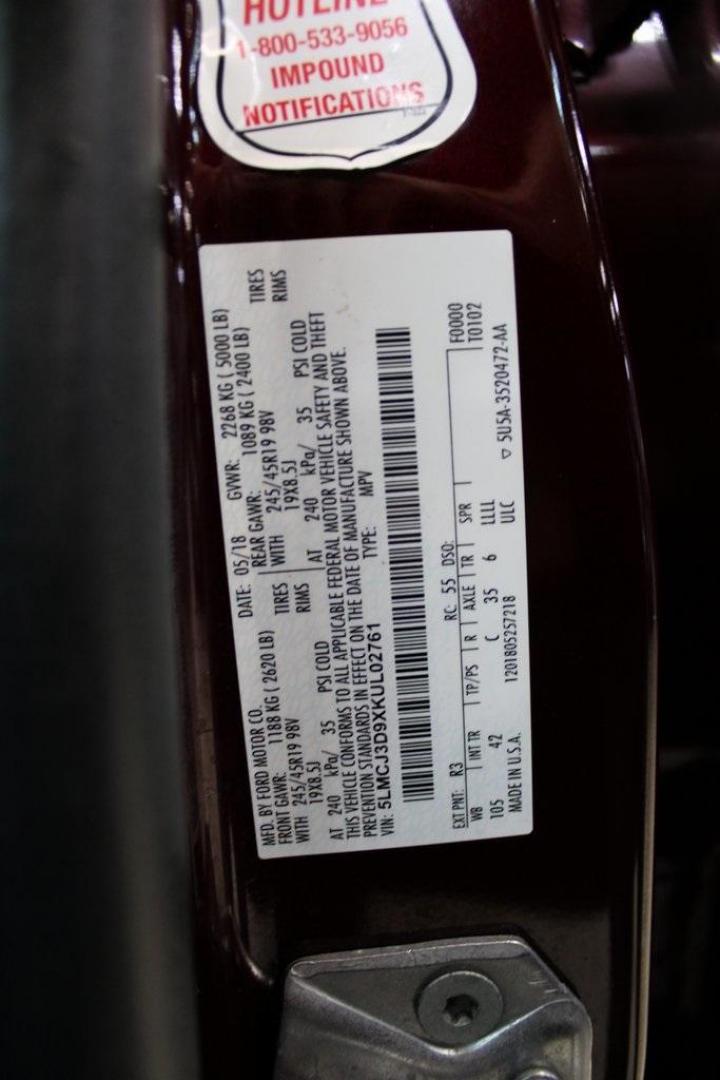 HOTLINE
1-800-533-9056
IMPOUND
NOTIFICATIONS
MFD. BY FORD MOTOR CO. DATE: 05/18 GVWR: 2268 KG ( 5000 LB)
FRONT GAWR: 1188 KG ( 2620 LB) REAR GAWR: 1089 KG ( 2400 LB)
WITH 245/45R19 98V TIRES WITH 245/45R19 98V TIRES
19X8.5J RIMS 19X8.5J RIMS
AT 240 kPa/ 35 PSI COLD AT 240 kPa/ 35 PSI COLD
THIS VEHICLE CONFORMS TO ALL APPLICABLE FEDERAL MOTOR VEHICLE SAFETY AND THEFT
PREVENTION STANDARDS IN EFFECT ON THE DATE OF MANUFACTURE SHOWN ABOVE.
VIN: 5LMCJ3D9XKUL02761 TYPE: MPV
EXT PNT: R3 RC: 55 DSO: F0000
WB INT TR TP/PS R AXLE TR SPR T0102
105 42 C 35 6 LLLL
MADE IN U.S.A. 1201805257218 ULC ▽ 5U5A-3520472-AA